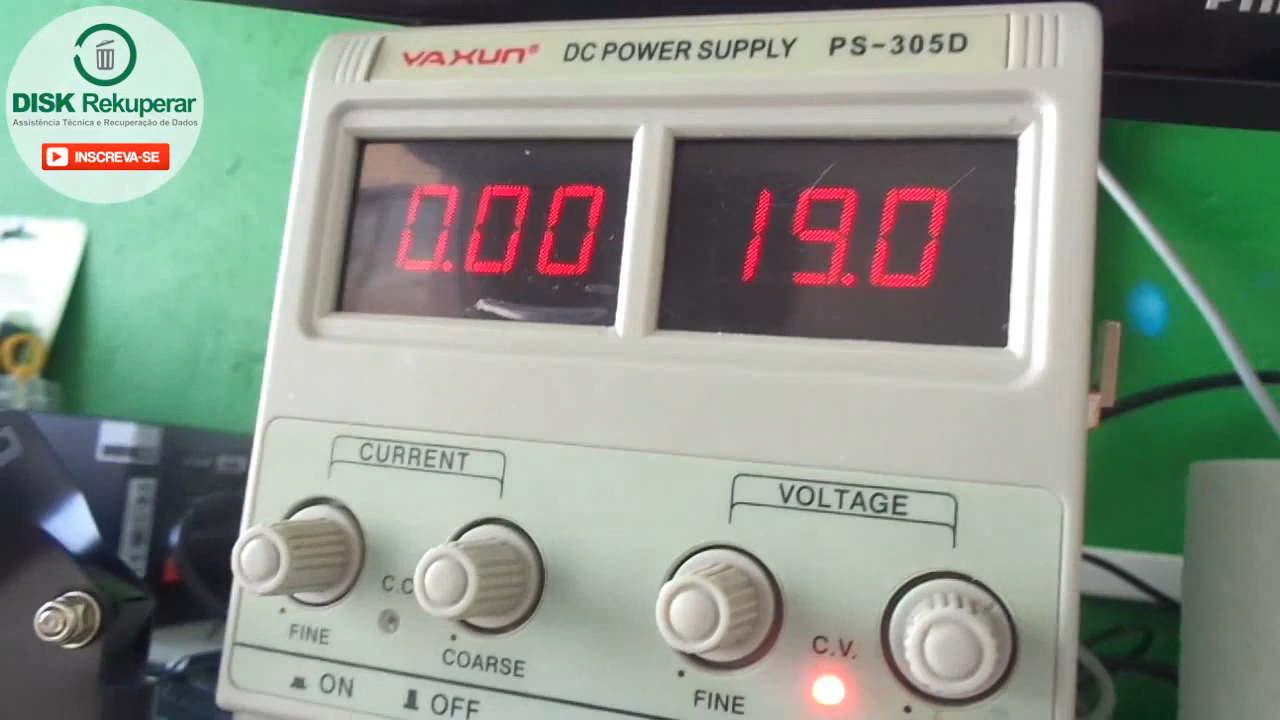 DISK Rekuperar
Assistência Técnica e Recuperação de Dados
INSCREVA-SE
YAXUN® DC POWER SUPPLY PS-305D
0.00 19.0
CURRENT
VOLTAGE
C.C
FINE
COARSE
C.V.
FINE
ON OFF